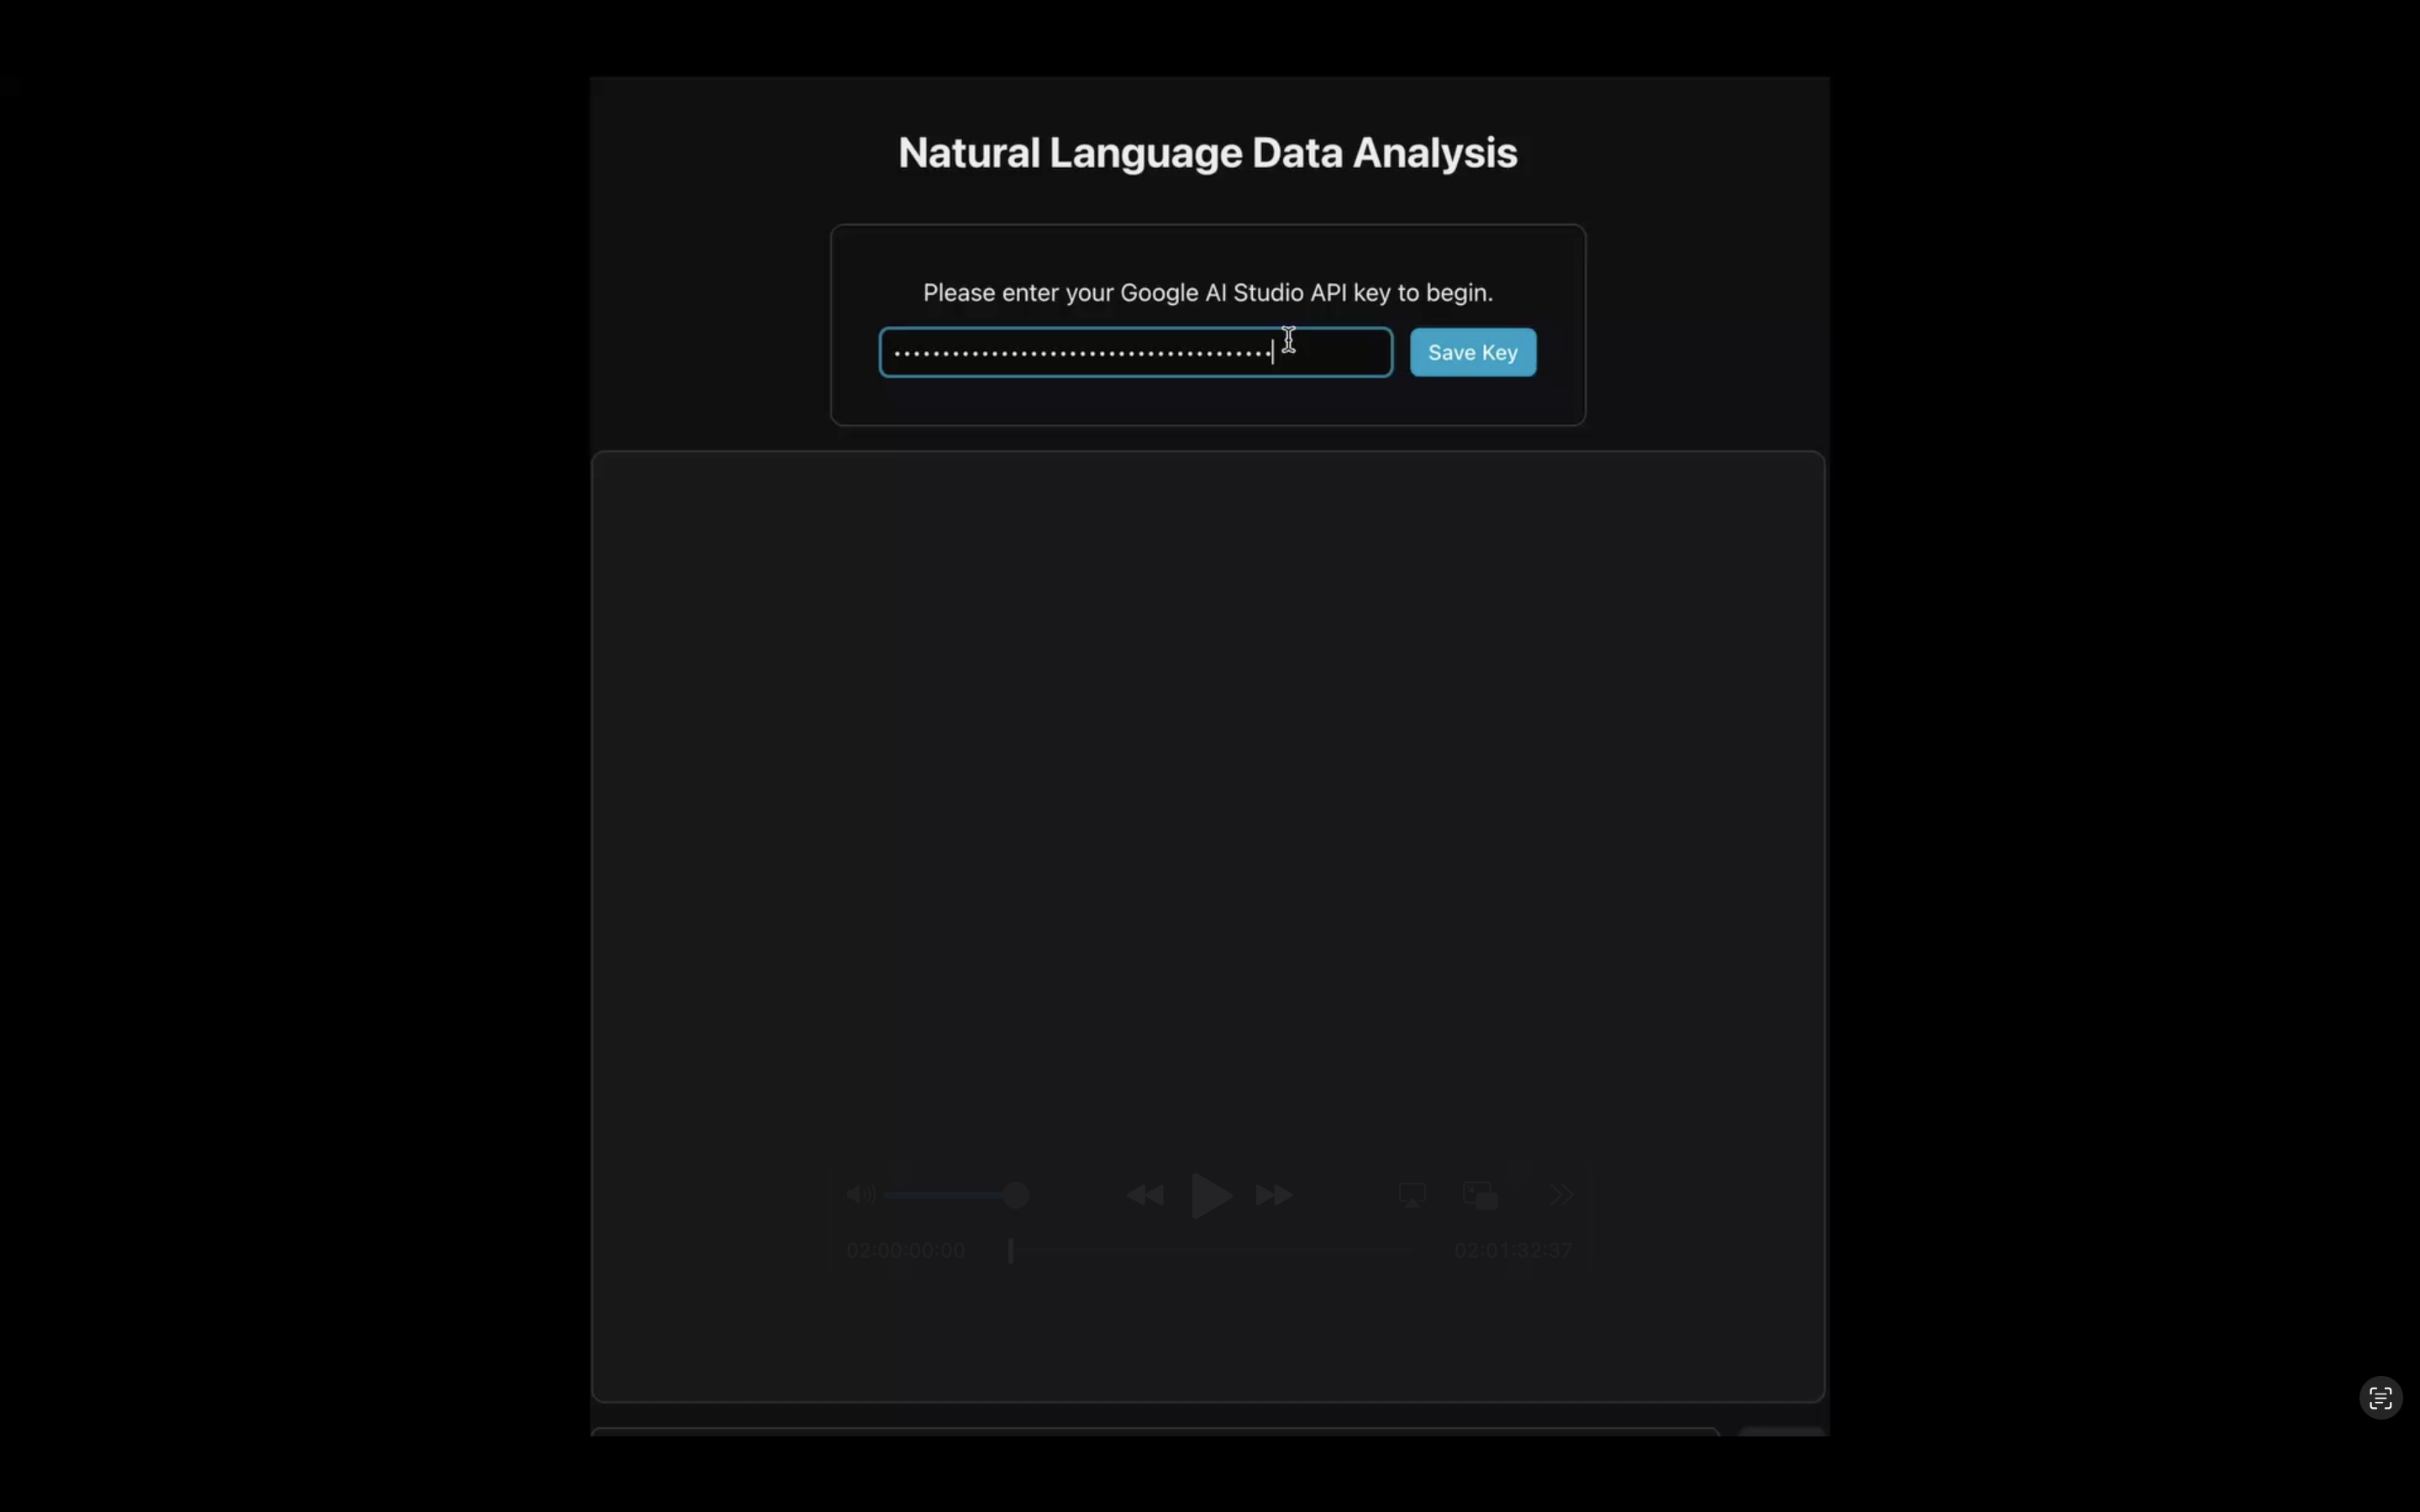 Natural Language Data Analysis
Please enter your Google AI Studio API key to begin.
Save Key
02:00:00:00
02:01:32:37